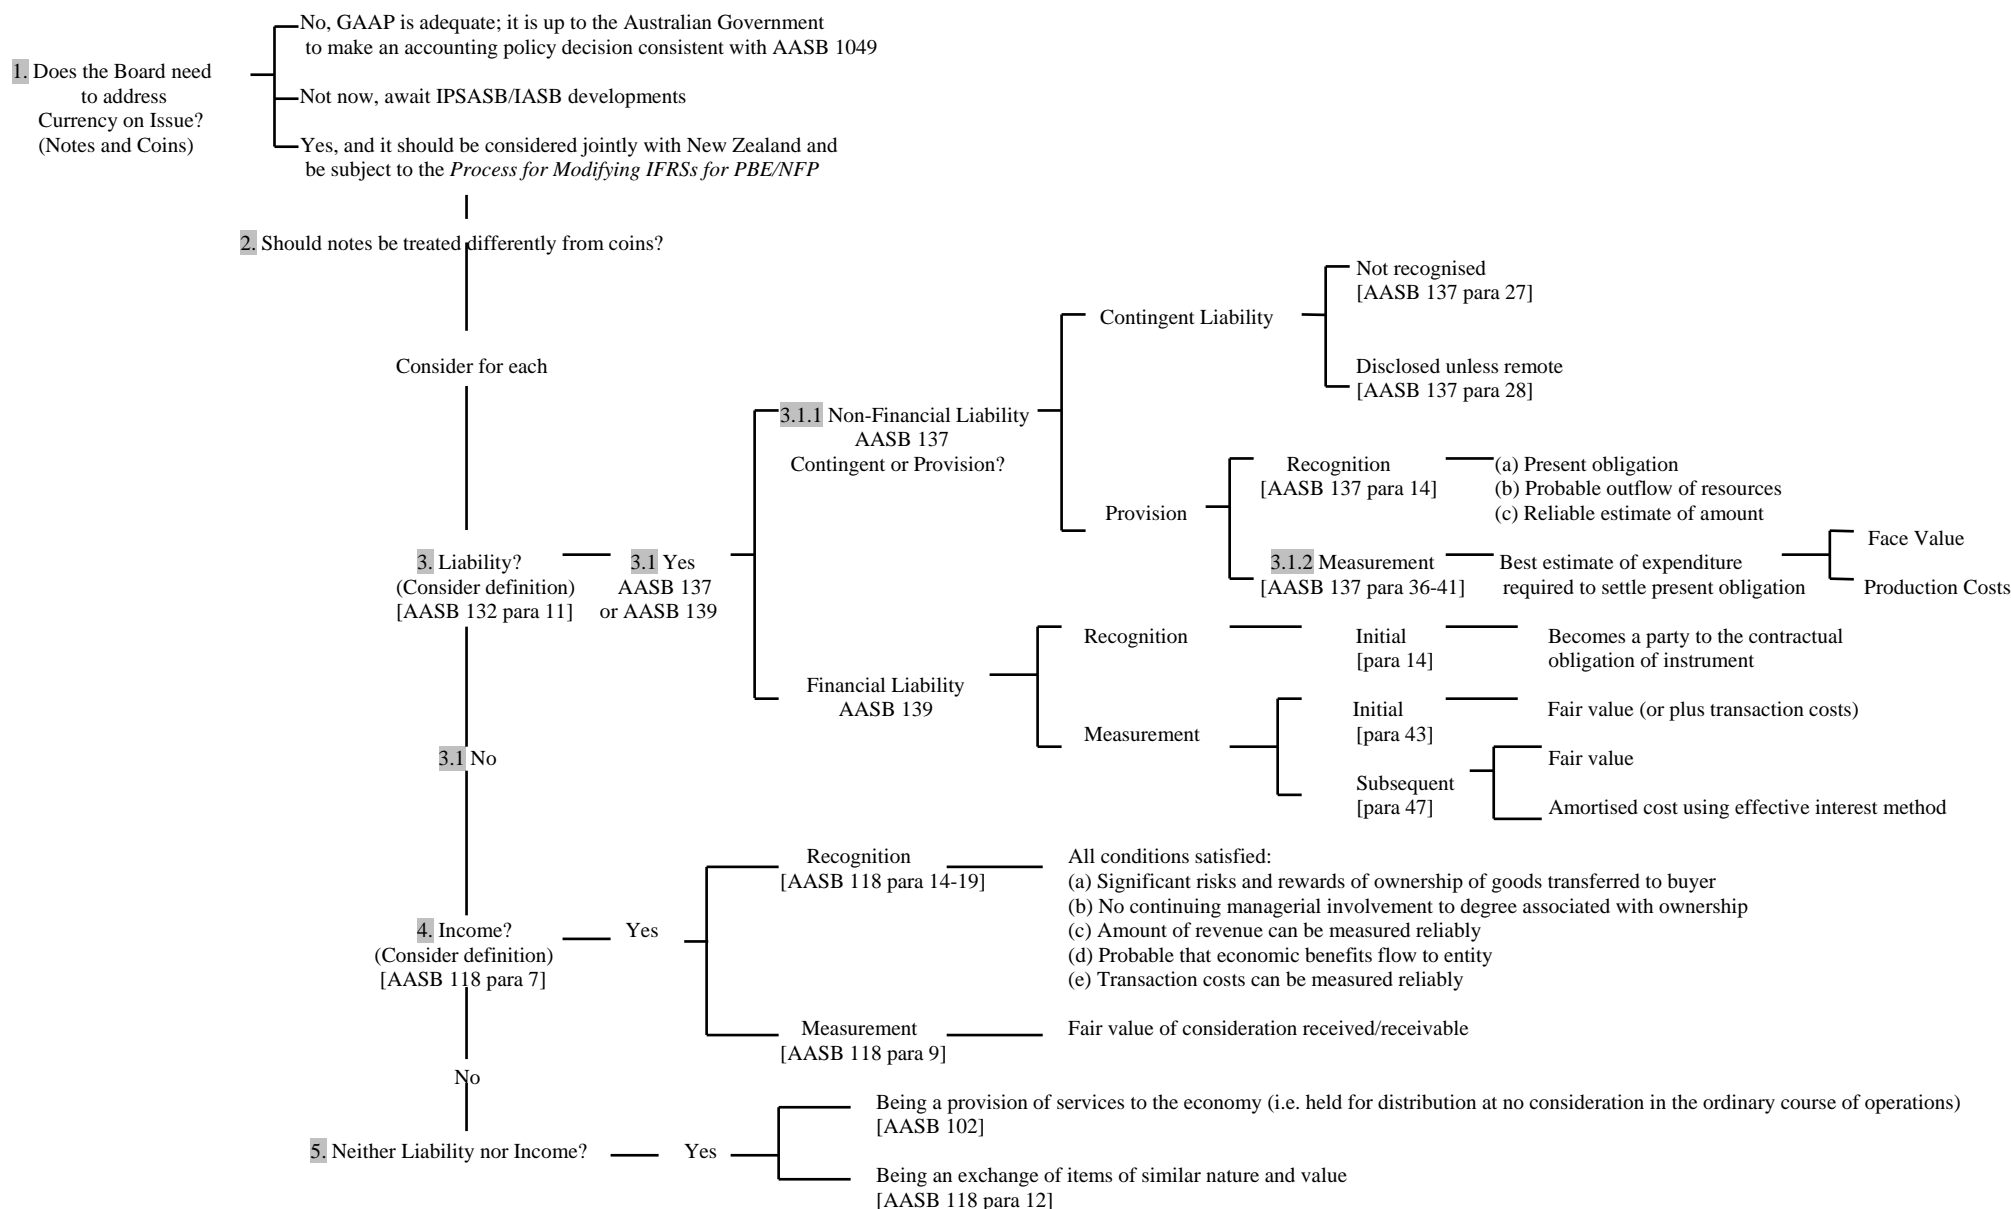 No, GAAP is adequate; it is up to the Australian Government
to make an accounting policy decision consistent with AASB 1049
1. Does the Board need
to address
Currency on Issue?
(Notes and Coins)
Not now, await IPSASB/IASB developments
Yes, and it should be considered jointly with New Zealand and
be subject to the Process for Modifying IFRSs for PBE/NFP
2. Should notes be treated differently from coins?
Consider for each
3. Liability?
(Consider definition)
[AASB 132 para 11]
3.1 Yes
AASB 137
or AASB 139
3.1.1 Non-Financial Liability
AASB 137
Contingent or Provision?
Contingent Liability
Not recognised
[AASB 137 para 27]
Disclosed unless remote
[AASB 137 para 28]
Provision
Recognition
[AASB 137 para 14]
(a) Present obligation
(b) Probable outflow of resources
(c) Reliable estimate of amount
3.1.2 Measurement
[AASB 137 para 36-41]
Best estimate of expenditure
required to settle present obligation
Face Value
Production Costs
Financial Liability
AASB 139
Recognition
Initial
[para 14]
Becomes a party to the contractual
obligation of instrument
Measurement
Initial
[para 43]
Fair value (or plus transaction costs)
Subsequent
[para 47]
Fair value
Amortised cost using effective interest method
3.1 No
4. Income?
(Consider definition)
[AASB 118 para 7]
Yes
Recognition
[AASB 118 para 14-19]
All conditions satisfied:
(a) Significant risks and rewards of ownership of goods transferred to buyer
(b) No continuing managerial involvement to degree associated with ownership
(c) Amount of revenue can be measured reliably
(d) Probable that economic benefits flow to entity
(e) Transaction costs can be measured reliably
Measurement
[AASB 118 para 9]
Fair value of consideration received/receivable
No
5. Neither Liability nor Income?
Yes
Being a provision of services to the economy (i.e. held for distribution at no consideration in the ordinary course of operations)
[AASB 102]
Being an exchange of items of similar nature and value
[AASB 118 para 12]